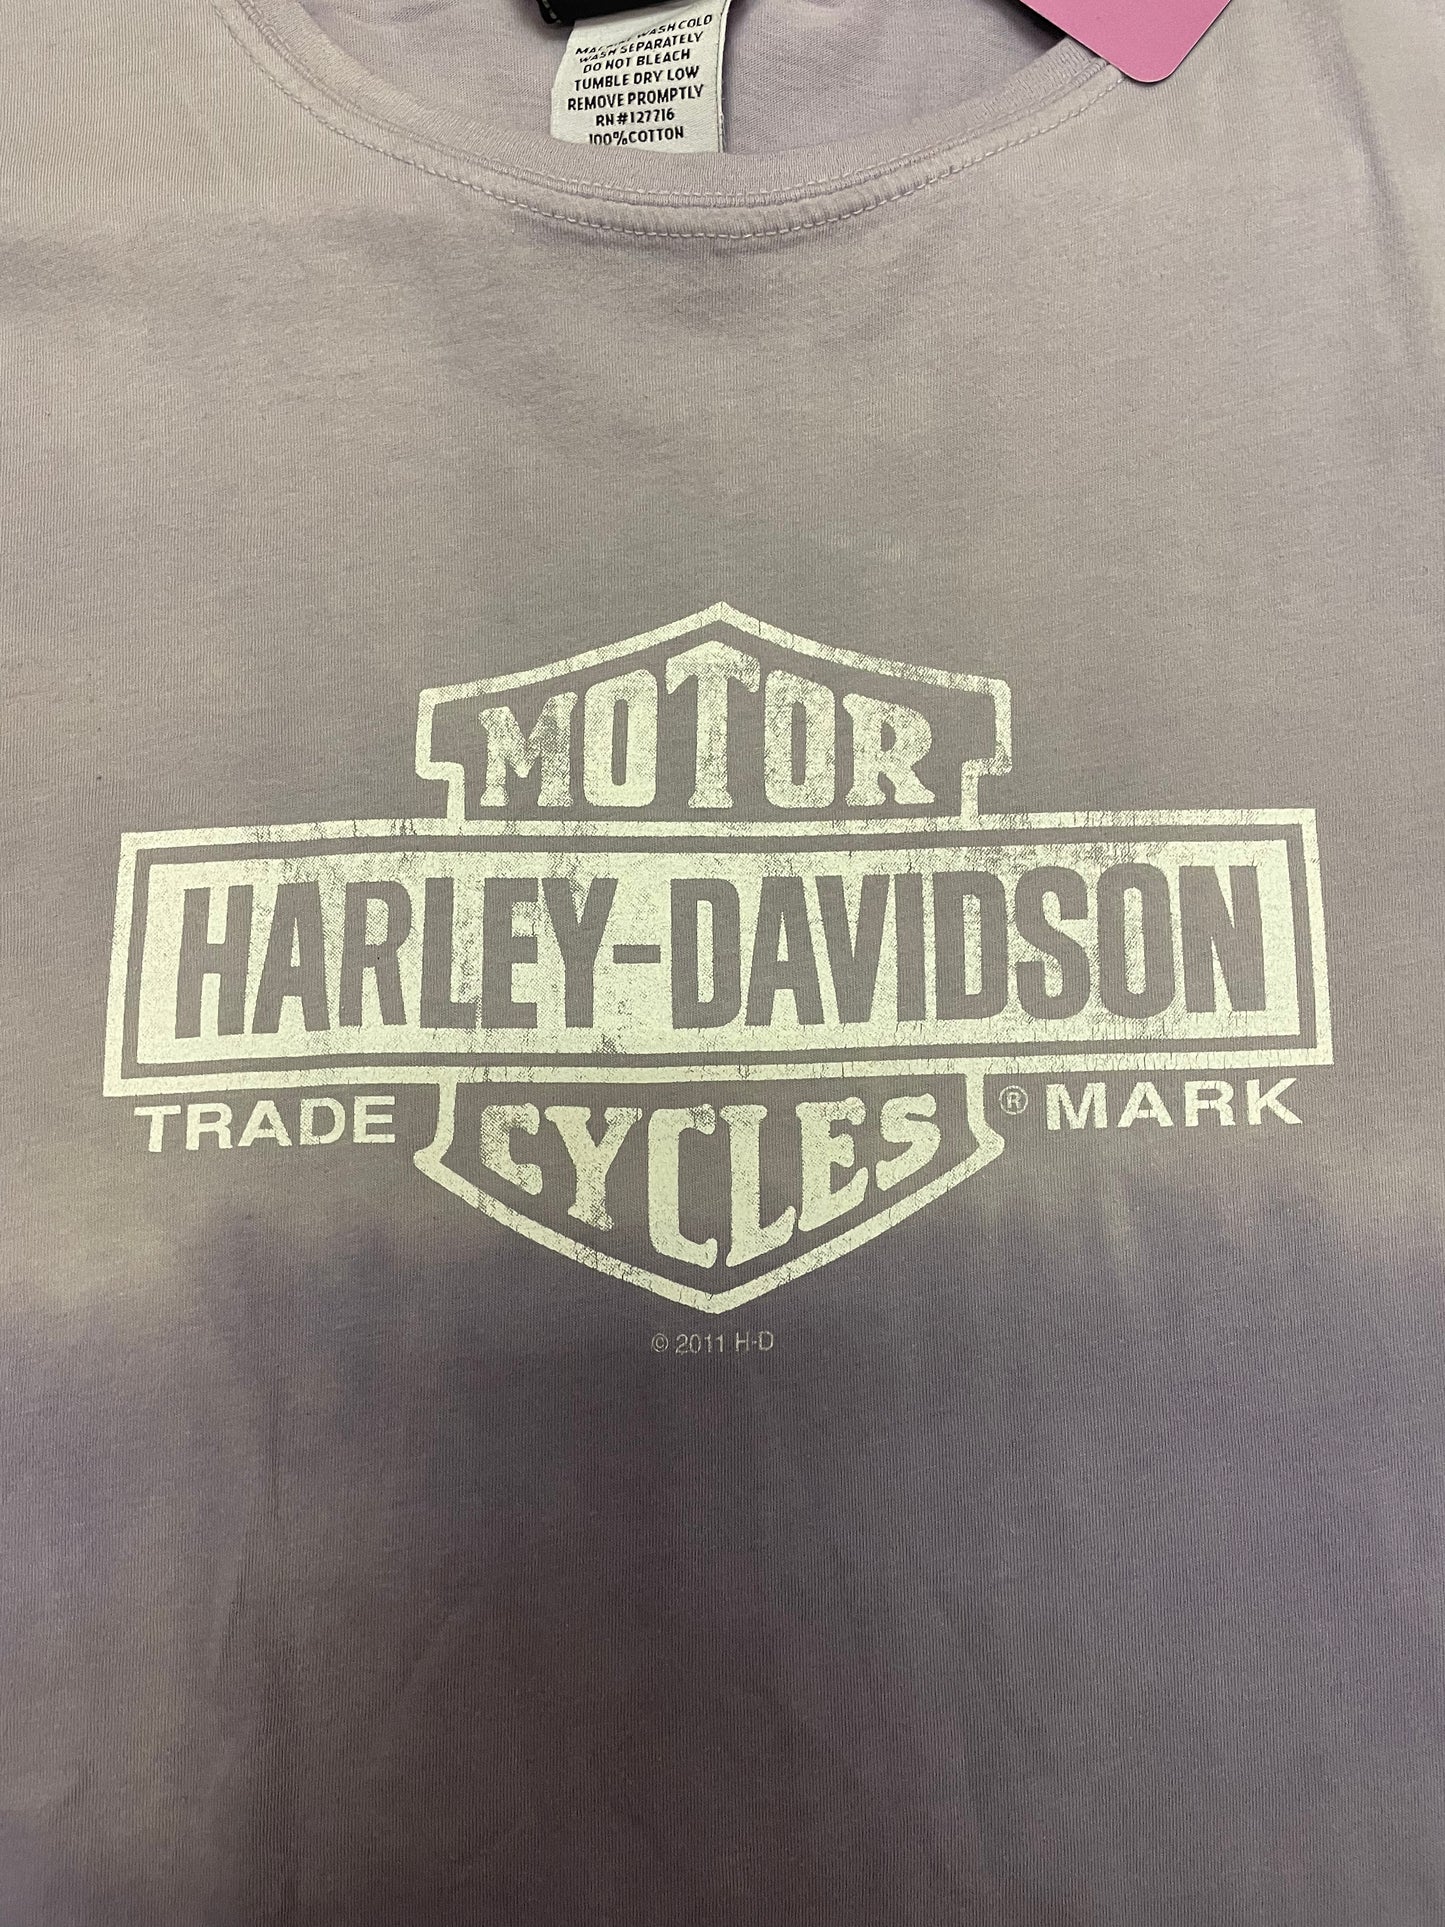 MACHINE WASH COLD
WASH SEPARATELY
DO NOT BLEACH
TUMBLE DRY LOW
REMOVE PROMPTLY
RN#127716
100%COTTON
MOTOR
HARLEY-DAVIDSON
TRADE ® MARK
CYCLES
© 2011 H-D